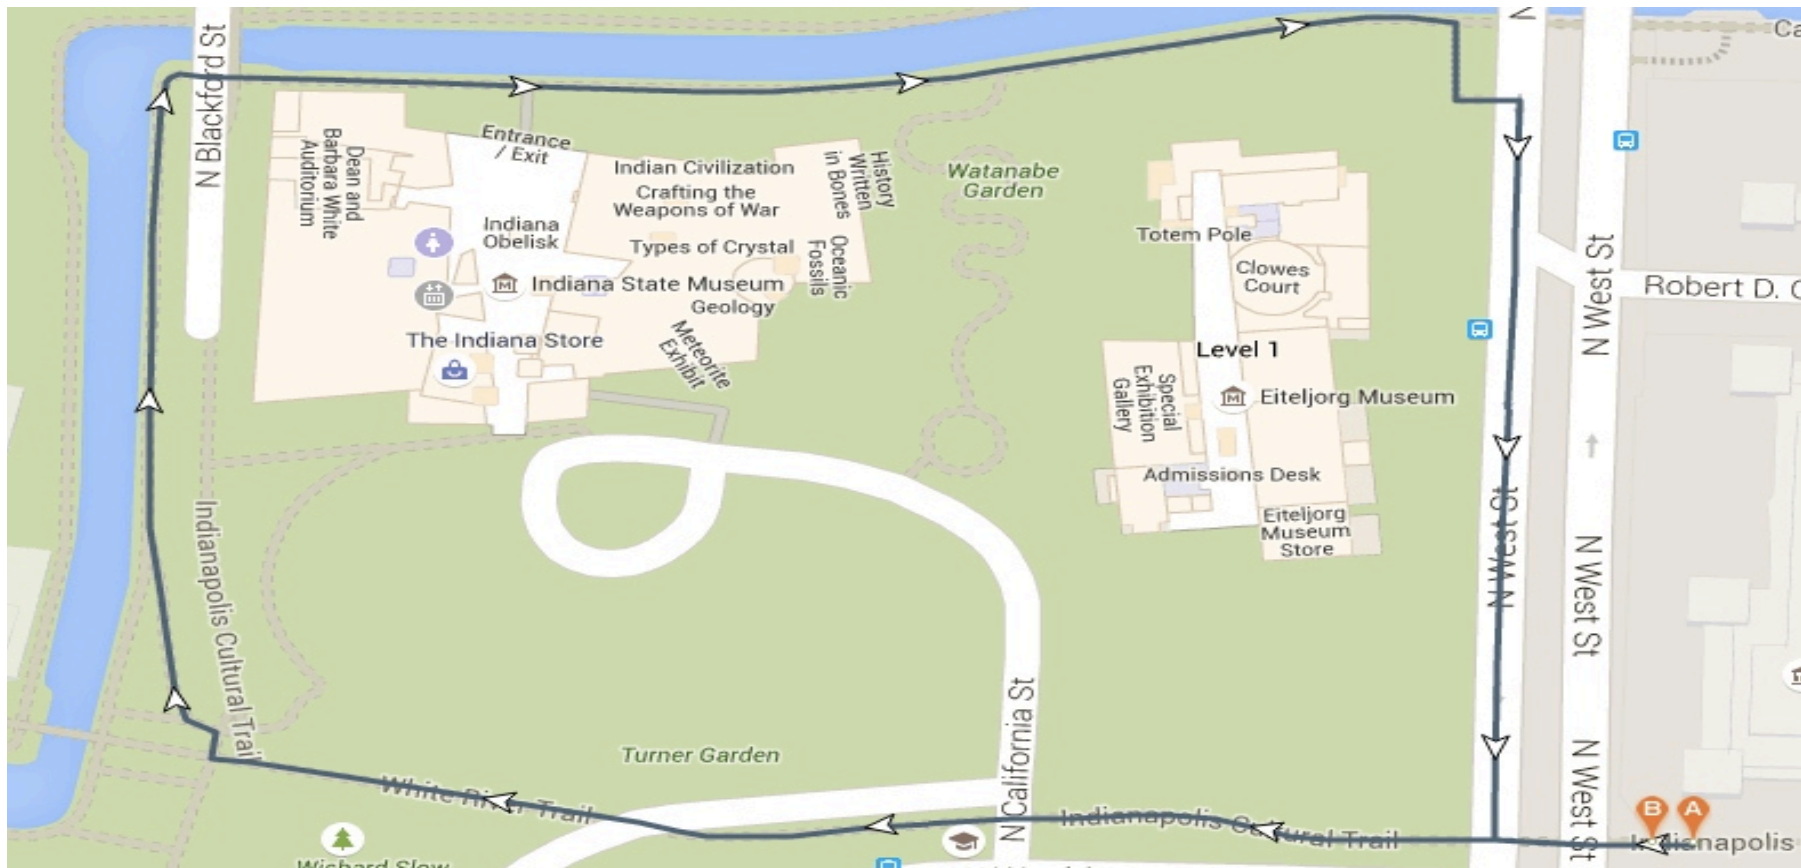 N Blackford St
Dean and
Barbara White
Auditorium
Entrance
/ Exit
Indian Civilization
Crafting the
Weapons of War
History
Written
in Bones
Types of Crystal
Oceanic
Fossils
Indiana
Obelisk
Indiana State Museum
Geology
The Indiana Store
Meteorite
Exhibit
Watanabe
Garden
Totem Pole
Clowes
Court
Level 1
Special
Exhibition
Gallery
Eiteljorg Museum
Admissions Desk
Eiteljorg
Museum
Store
N West St
N West St
N West St
N West St
Robert D.
Indianapolis Cultural Trail
Turner Garden
White River Trail
N California St
Indianapolis Cultural Trail
B
A
Indianapolis